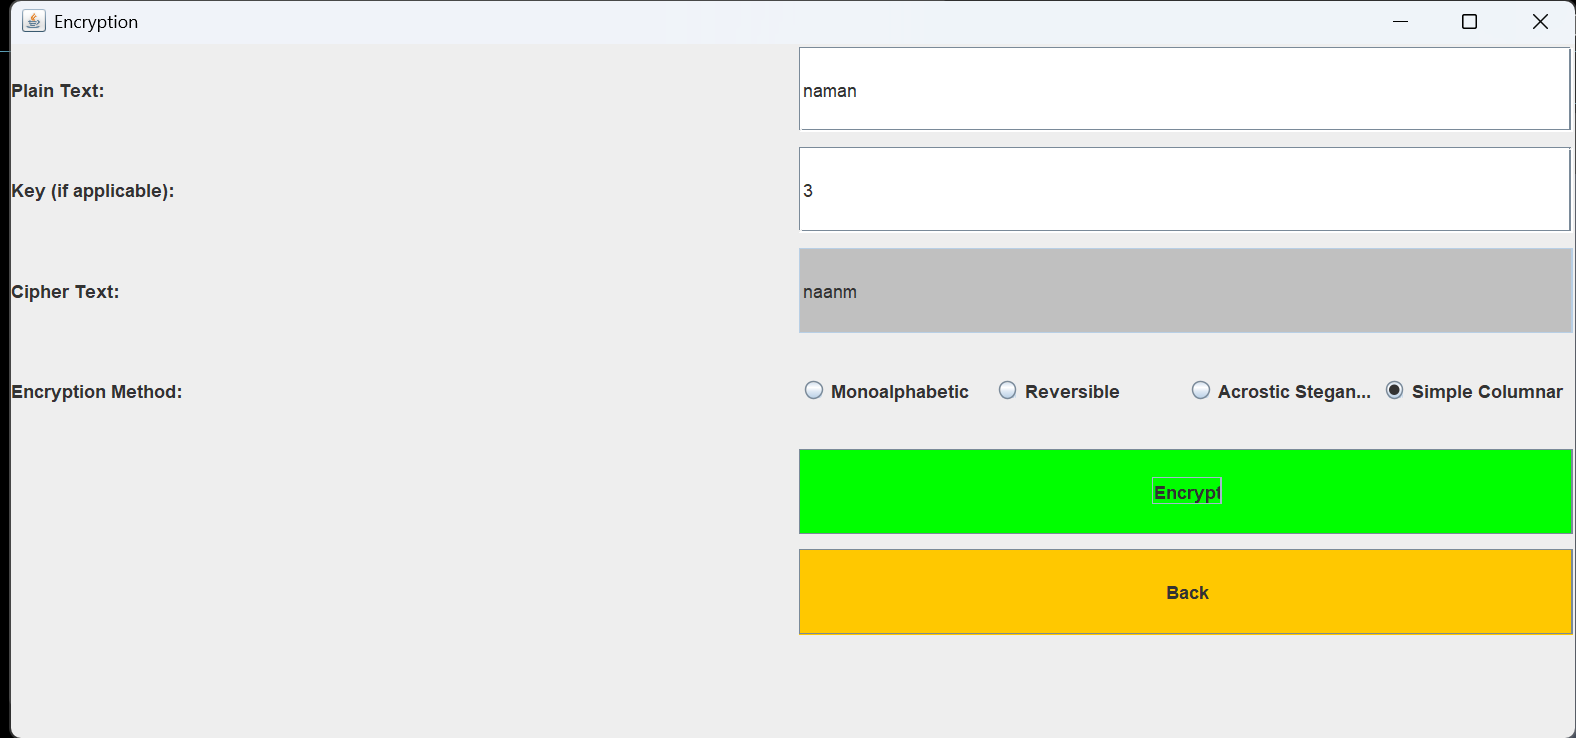 Encryption
Plain Text: naman
Key (if applicable): 3
Cipher Text: naanm
Encryption Method: Monoalphabetic Reversible Acrostic Stegan... Simple Columnar
Encrypt
Back